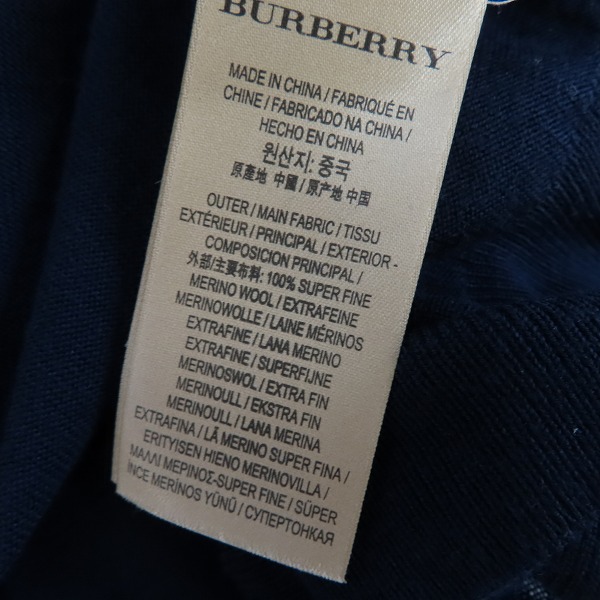 BURBERRY
MADE IN CHINA / FABRIQUÉ EN
CHINE / FABRICADO NA CHINA /
HECHO EN CHINA
원산지: 중국
原產地 中國 / 原产地 中国
OUTER / MAIN FABRIC / TISSU
EXTÉRIEUR / PRINCIPAL / EXTERIOR -
COMPOSICION PRINCIPAL /
外部/主要布料: 100% SUPER FINE
MERINO WOOL / EXTRAFEINE
MERINOWOLLE / LAINE MÉRINOS
EXTRAFINE / LANA MERINO
EXTRAFINE / SUPERFIJNE
MERINOSWOL / EXTRA FIN
MERINOULL / EKSTRA FIN
MERINOULL / LANA MERINA
EXTRAFINA / LÃ MERINO SUPER FINA /
ERITYISEN HIENO MERINOVILLA /
ΜΑΛΛΙ ΜΕΡΙΝΟΣ-SUPER FINE / SÜPER
İNCE MERİNOS YÜNÜ / СУПЕРТОНКАЯ